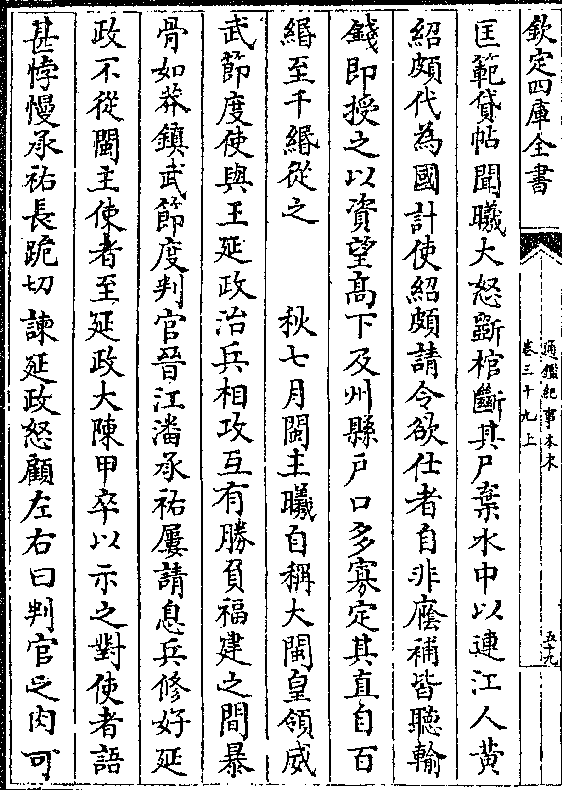 欽定四庫全書
通鑑紀事本末
卷三十九上
五十九
匡範貸帖聞曦大怒斲棺斷其尸棄水中以連江人黃
紹頗代為國計使紹頗請令欲仕者自非廕補皆聽輸
錢即授之以資望高下及州縣戶口多寡定其直自百
緡至千緡從之　　秋七月閩主曦自稱大閩皇領威
武節度使與王延政治兵相攻互有勝負福建之間暴
骨如莽鎮武節度判官晉江潘承祐屢請息兵修好延
政不從閩主使者至延政大陳甲卒以示之對使者語
甚悖慢承祐長跪切諫延政怒顧左右曰判官之肉可